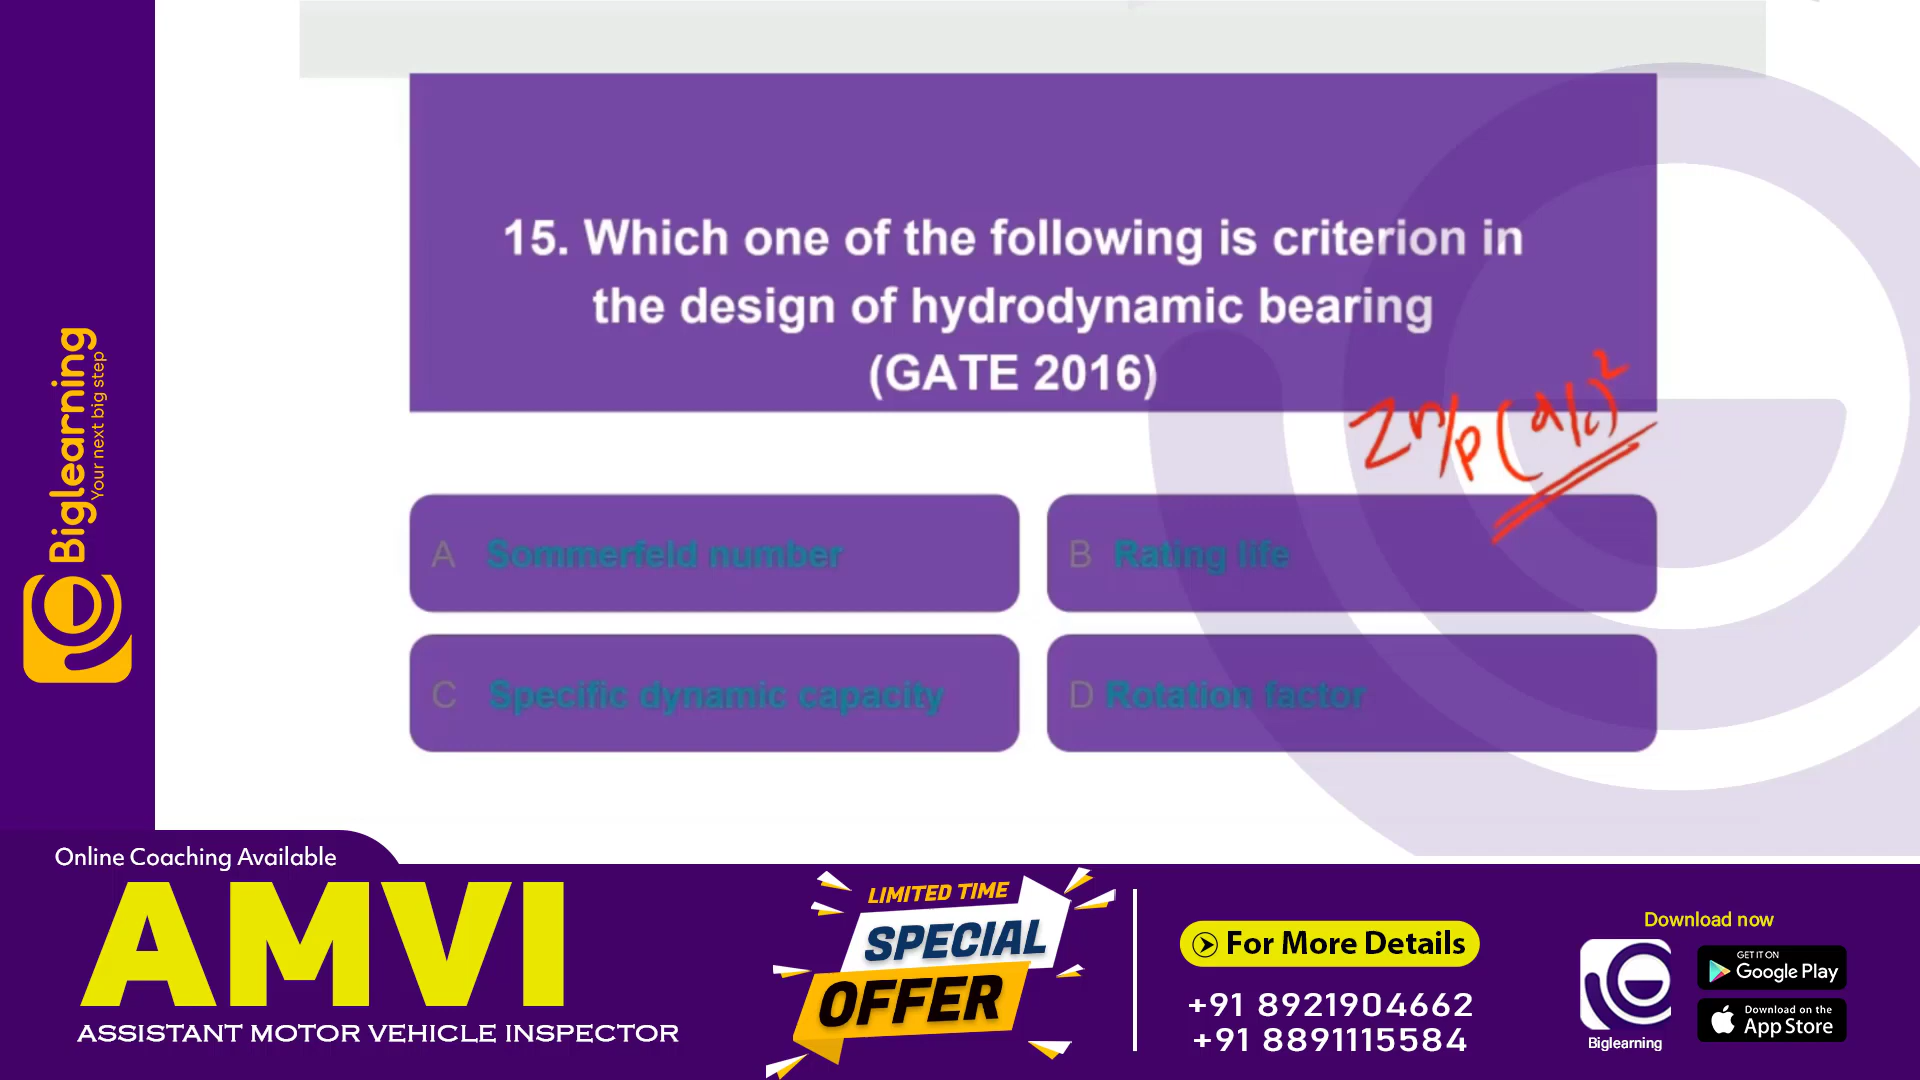 15. Which one of the following is criterion in
the design of hydrodynamic bearing
(GATE 2016)
Zn/p (d/c)²
A Sommerfeld number
B Rating life
C Specific dynamic capacity
D Rotation factor
Biglearning
Your next big step
Online Coaching Available
AMVI
ASSISTANT MOTOR VEHICLE INSPECTOR
LIMITED TIME
SPECIAL
OFFER
For More Details
+91 8921904662
+91 8891115584
Download now
Biglearning
GET IT ON
Google Play
Download on the
App Store